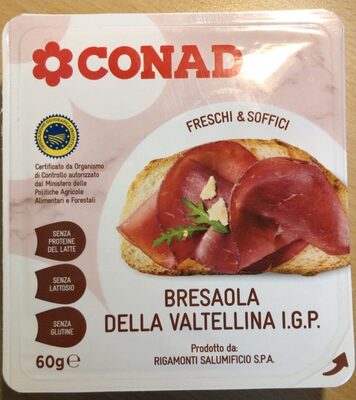 CONAD
FRESCHI & SOFFICI
Certificato da Organismo
di Controllo autorizzato
dal Ministero delle
Politiche Agricole
Alimentari e Forestali
SENZA
PROTEINE
DEL LATTE
SENZA
LATTOSIO
SENZA
GLUTINE
BRESAOLA
DELLA VALTELLINA I.G.P.
Prodotto da:
RIGAMONTI SALUMIFICIO S.P.A.
60g e